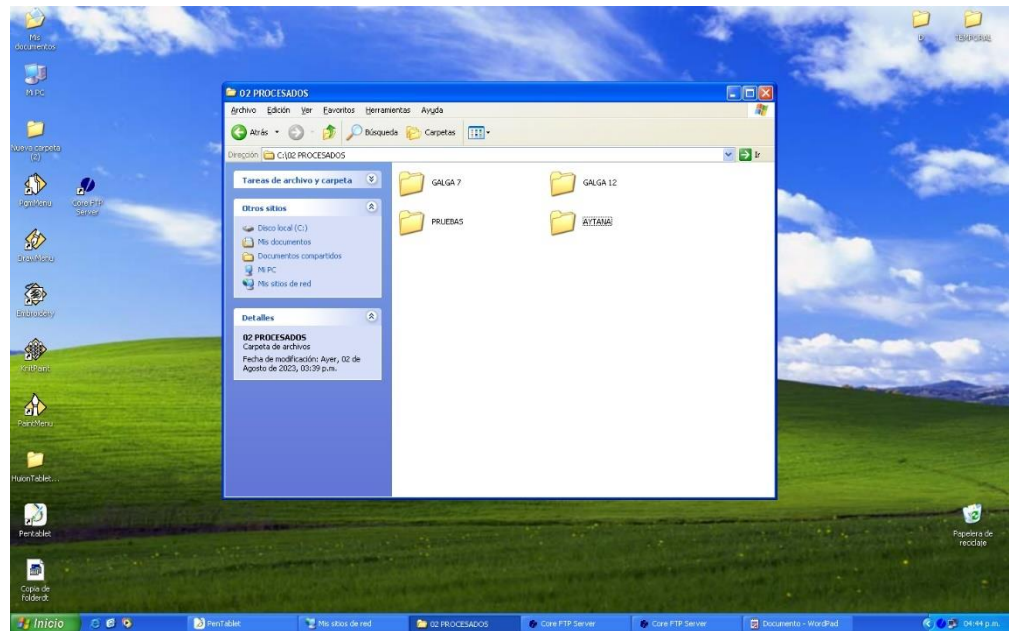 Mis
documentos
TEMPORAL
Mi PC
02 PROCESADOS
Archivo Edición Ver Favoritos Herramientas Ayuda
Atrás Búsqueda Carpetas
Dirección C:\02 PROCESADOS Ir
Nueva carpeta
(2)
Tareas de archivo y carpeta
GALGA 7
GALGA 12
PgmMenu
Core FTP
Server
Otros sitios
PRUEBAS
AYTANA
Disco local (C:)
Mis documentos
Documentos compartidos
Mi PC
Mis sitios de red
DrawMenu
Embroidery
Detalles
02 PROCESADOS
Carpeta de archivos
Fecha de modificación: Ayer, 02 de
Agosto de 2023, 03:39 p.m.
KnitPaint
PaintMenu
HuionTablet...
Pentablet
Papelera de
reciclaje
Copia de
folderdt
Inicio
PenTablet
Mis sitios de red
02 PROCESADOS
Core FTP Server
Core FTP Server
Documento - WordPad
04:44 p.m.